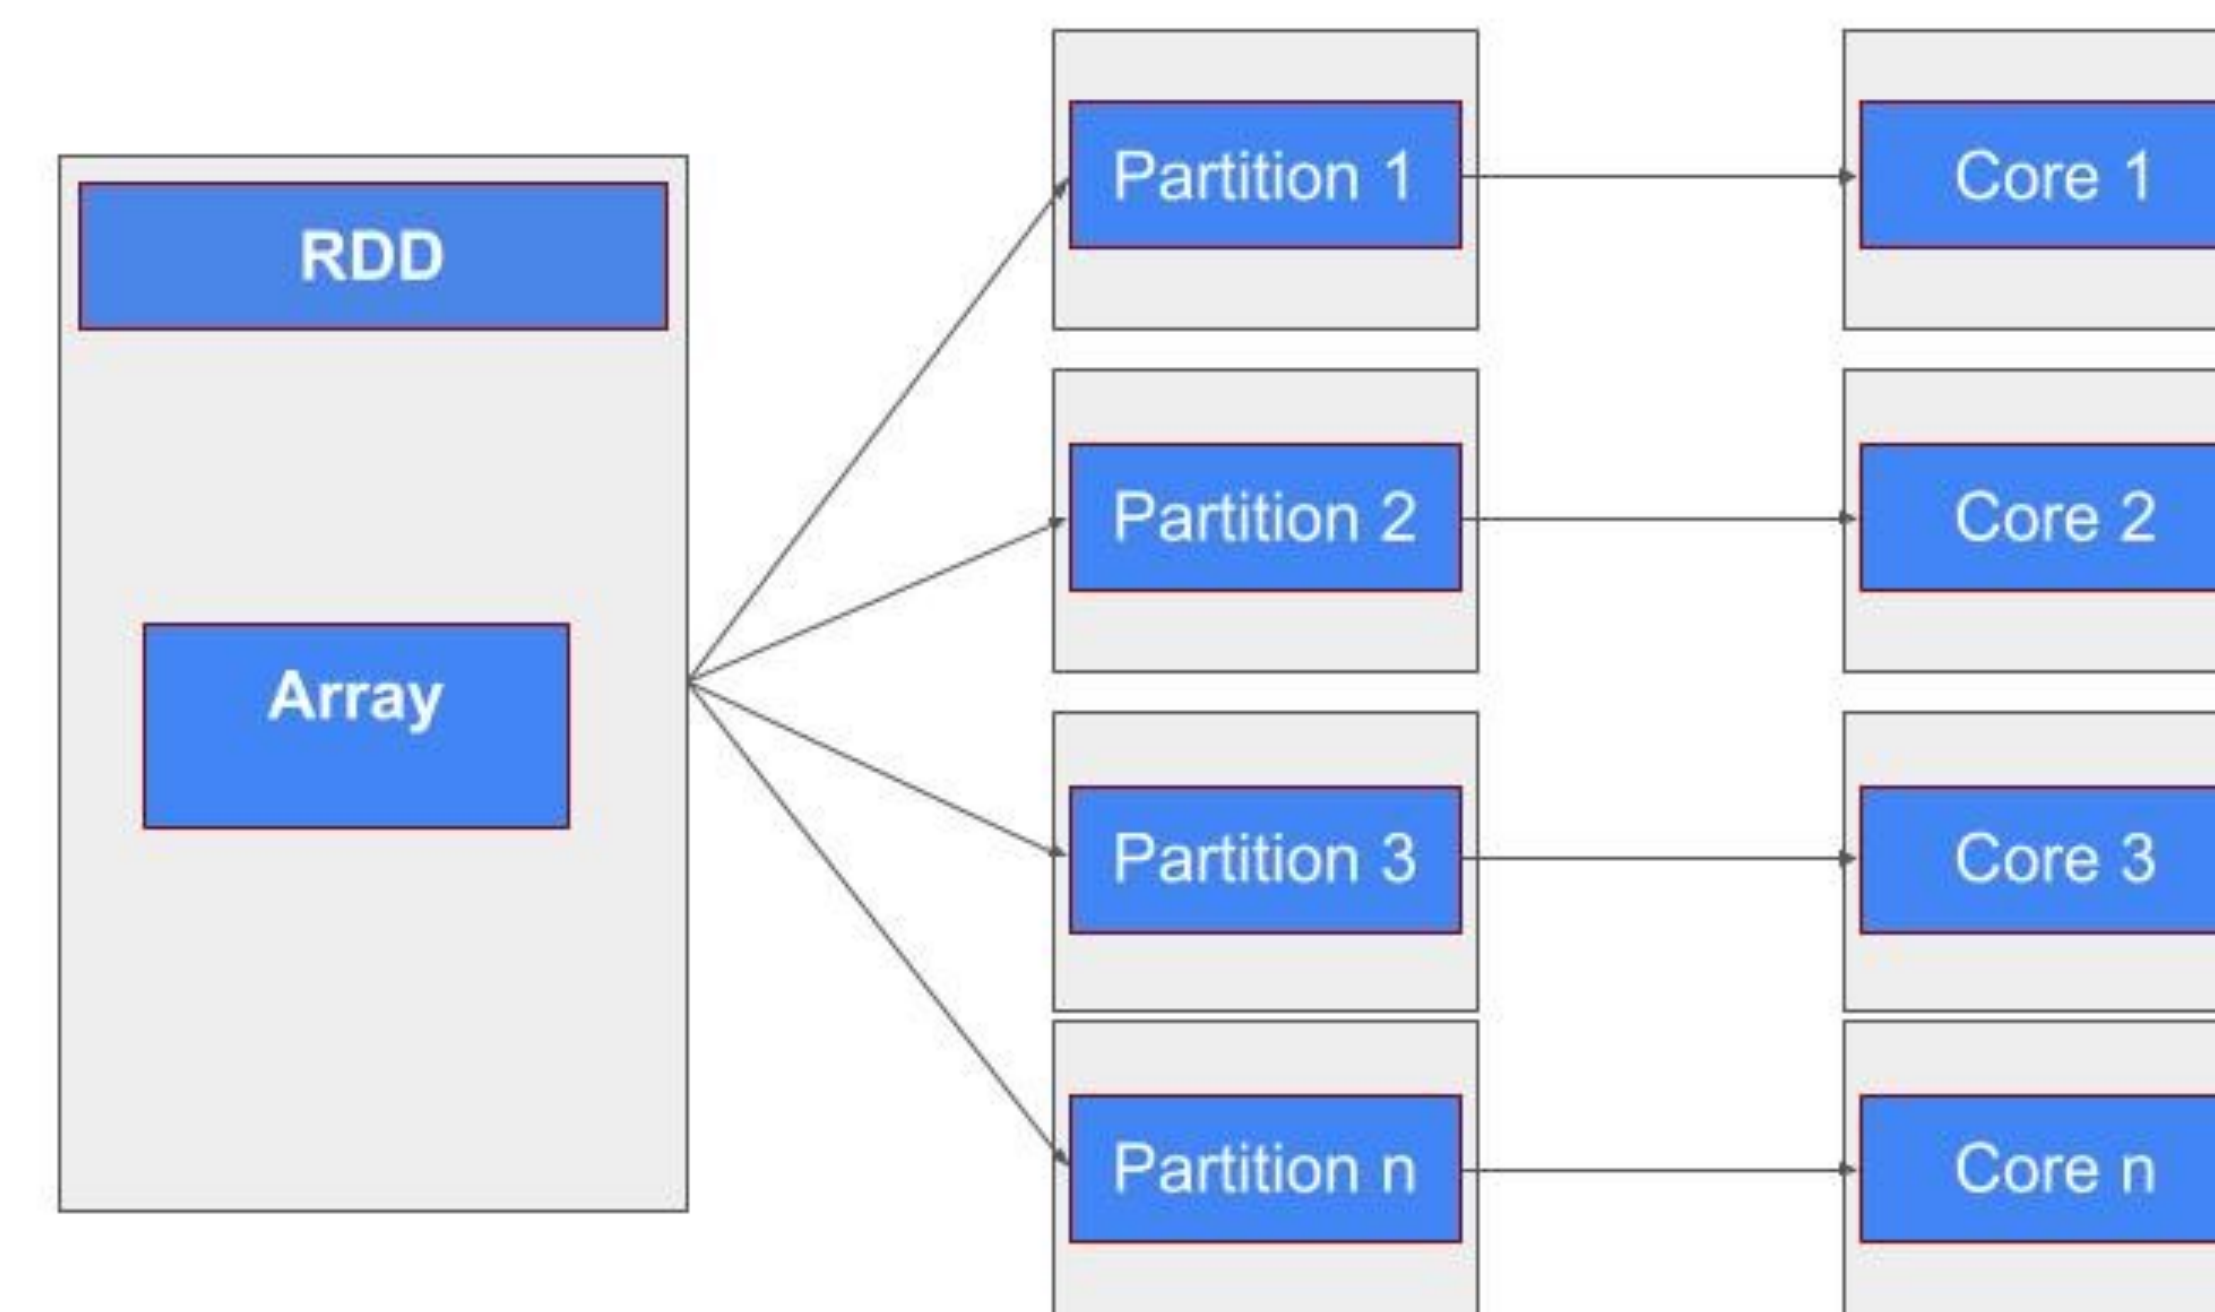 RDD
Array
Partition 1
Core 1
Partition 2
Core 2
Partition 3
Core 3
Partition n
Core n